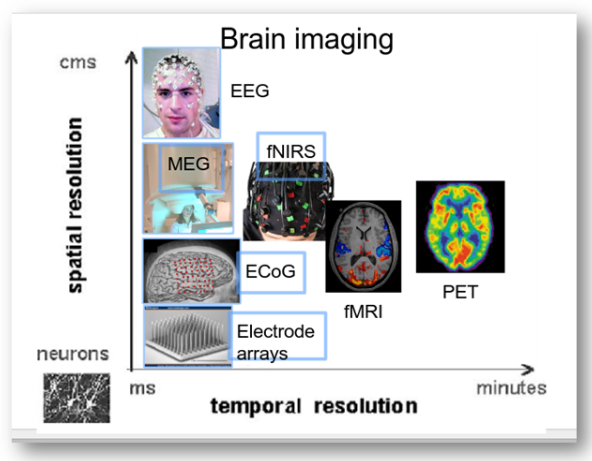 Brain imaging
cms
EEG
MEG
fNIRS
spatial resolution
ECoG
PET
fMRI
Electrode
arrays
neurons
ms
minutes
temporal resolution